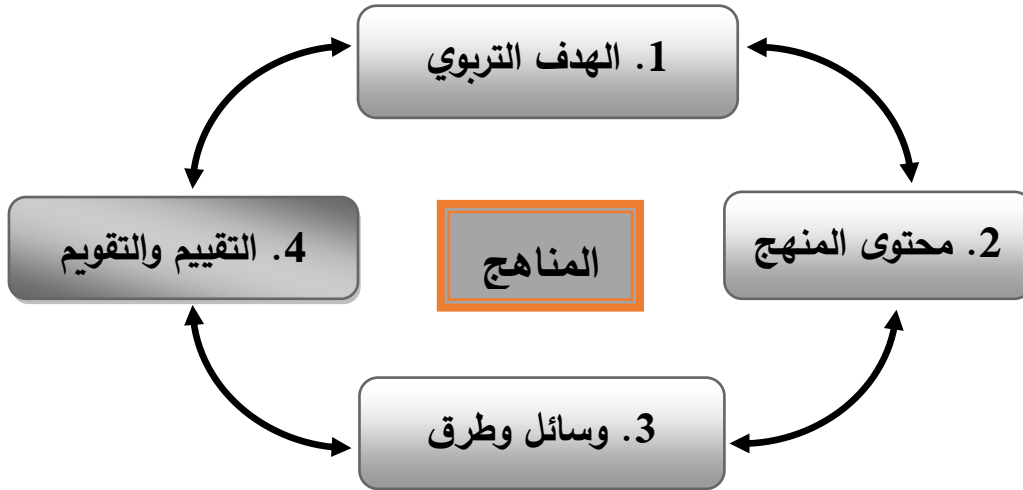 1. الهدف التربوي
2. محتوى المنهج
3. وسائل وطرق
4. التقييم والتقويم
المناهج